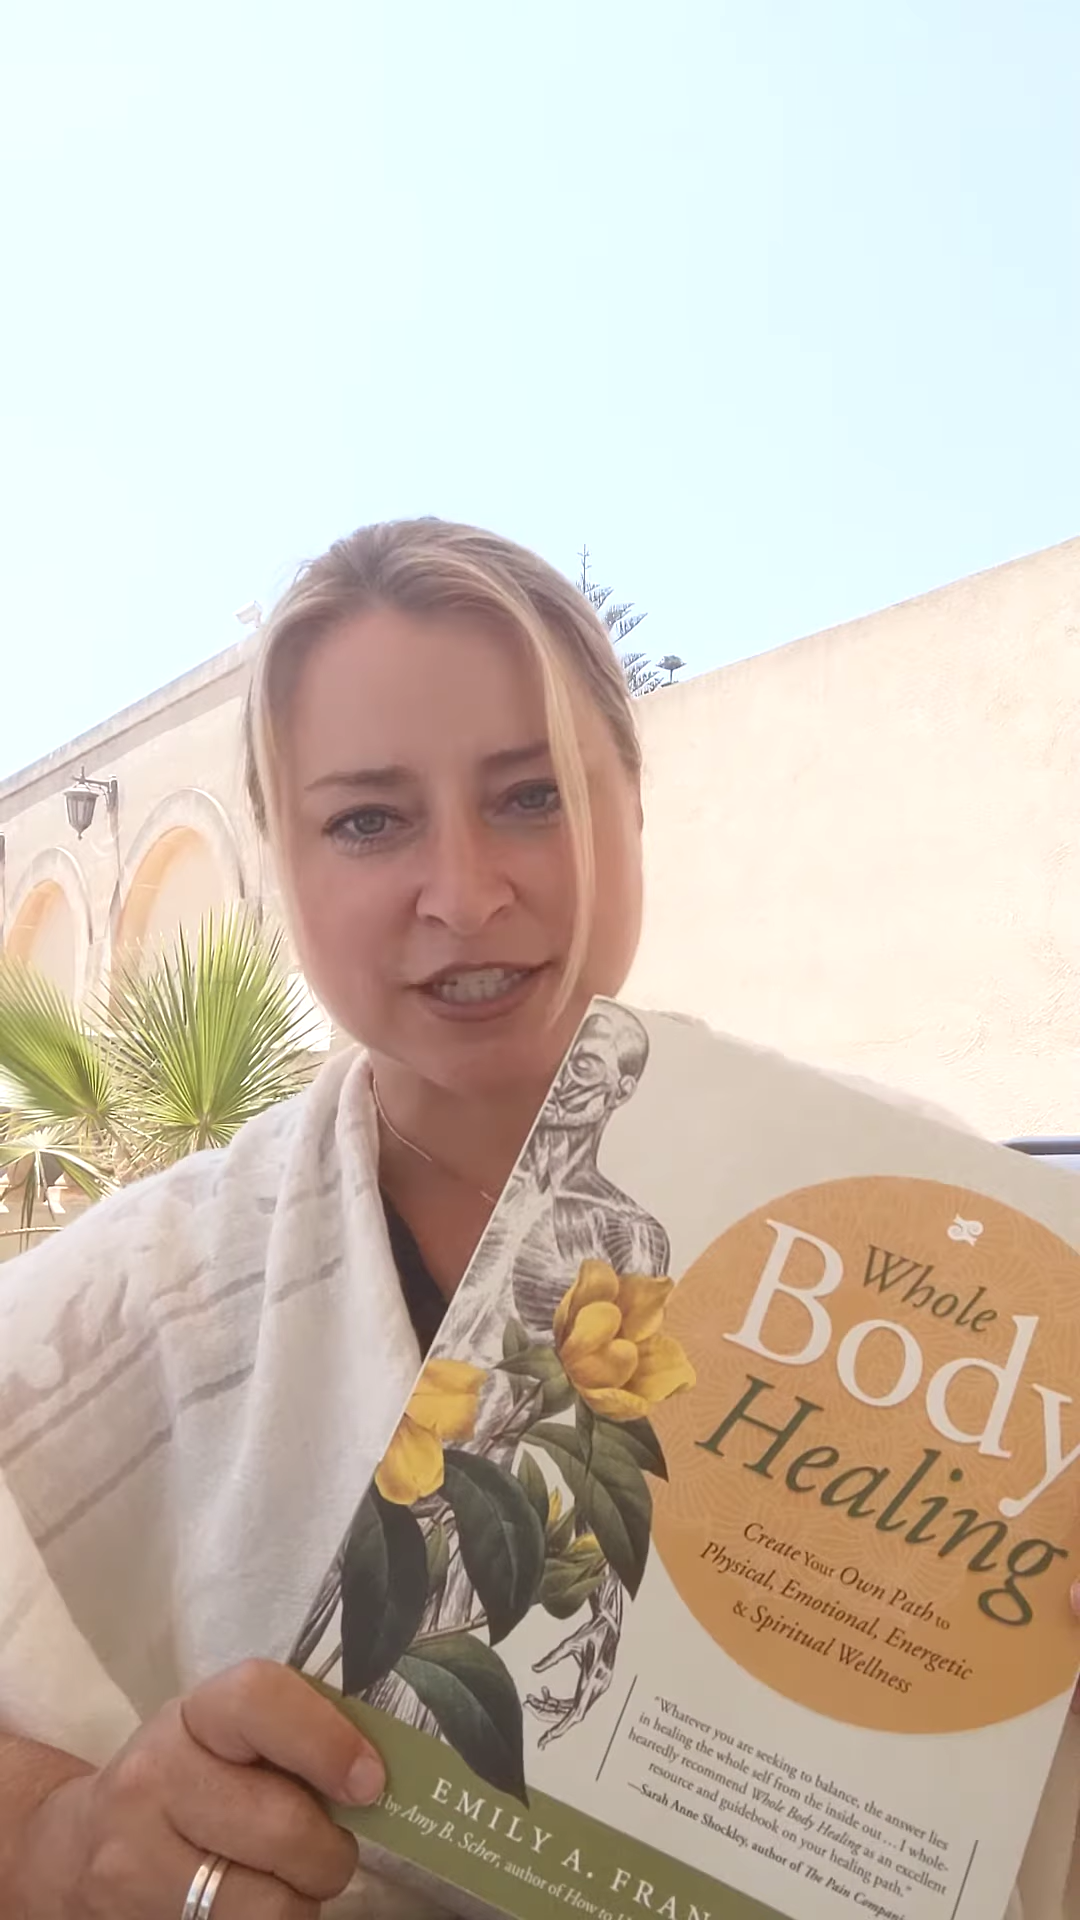 Whole
Body
Healing
Create Your Own Path to
Physical, Emotional, Energetic
& Spiritual Wellness
"Whatever you are seeking to balance, the answer lies
in healing the whole self from the inside out... I whole-
heartedly recommend Whole Body Healing as an excellent
resource and guidebook on your healing path."
—Sarah Anne Shockley, author of The Pain
EMILY A. FRAN
by Amy B. Scher, author of How to